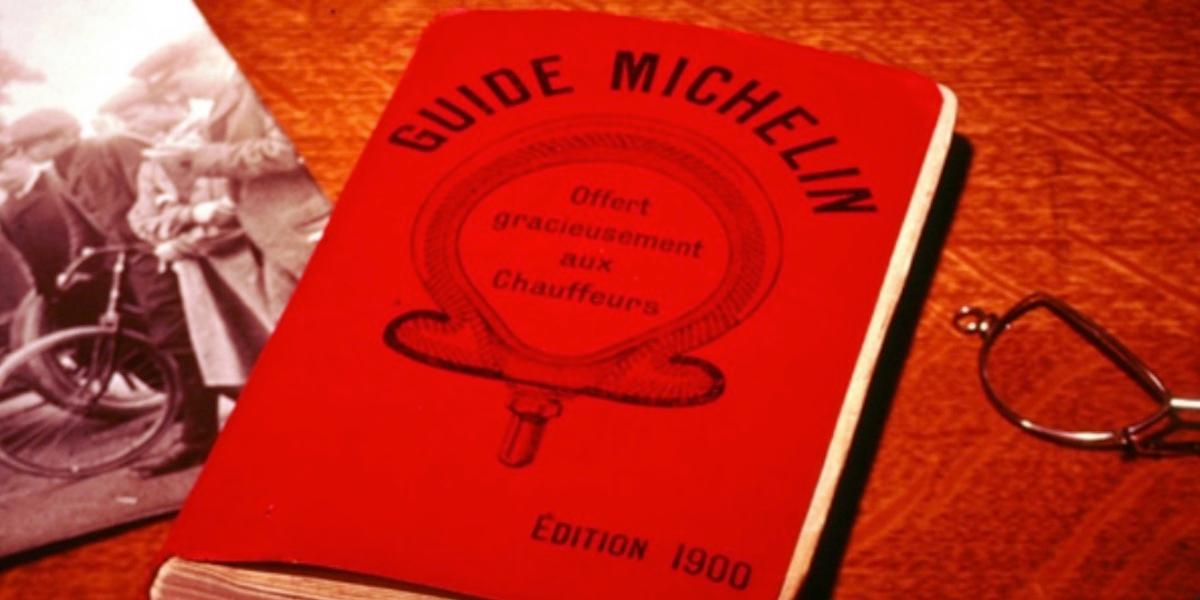 GUIDE MICHELIN
Offert
gracieusement
aux
Chauffeurs
ÉDITION 1900